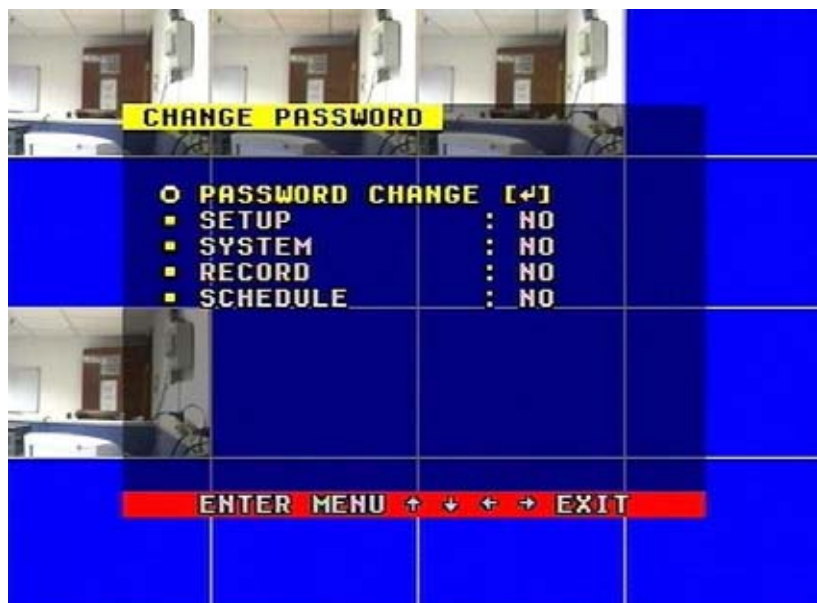 CHANGE PASSWORD
PASSWORD CHANGE [↵]
SETUP : NO
SYSTEM : NO
RECORD : NO
SCHEDULE : NO
ENTER MENU ↑ ↓ ← → EXIT